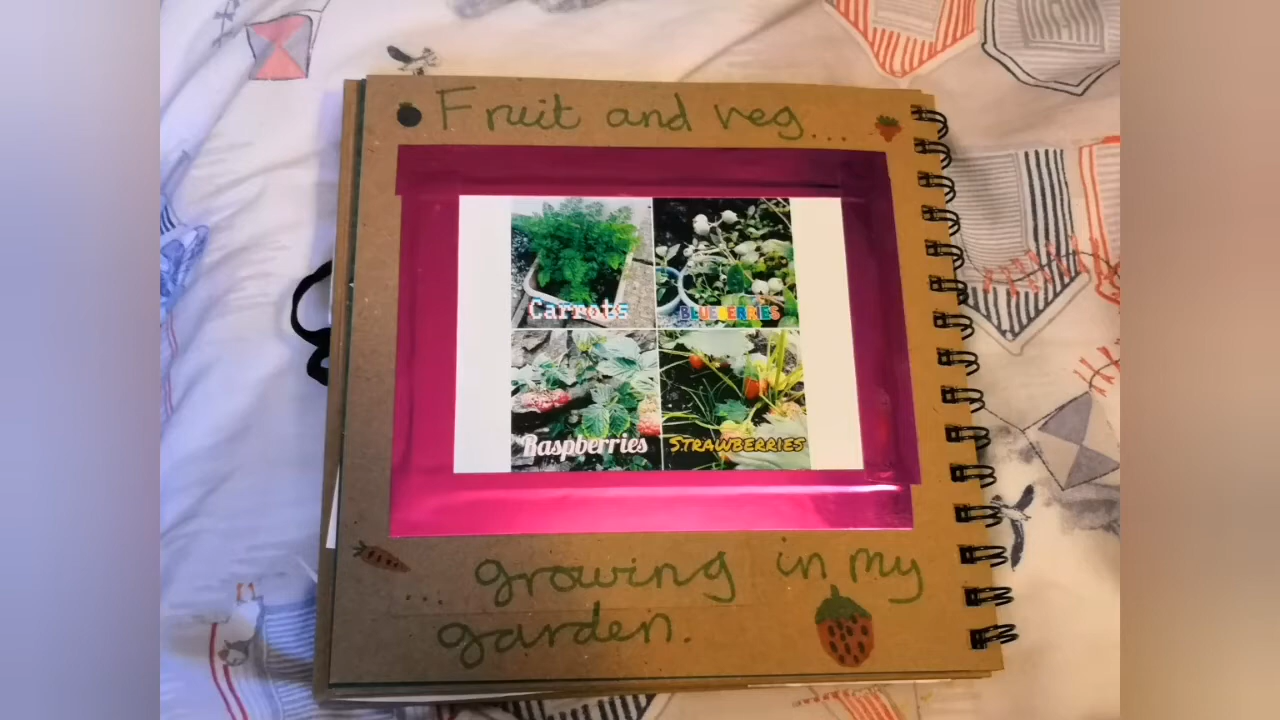 Fruit and veg...
Carrots
BLUEBERRIES
Raspberries
STRAWBERRIES
... growing in my
garden.